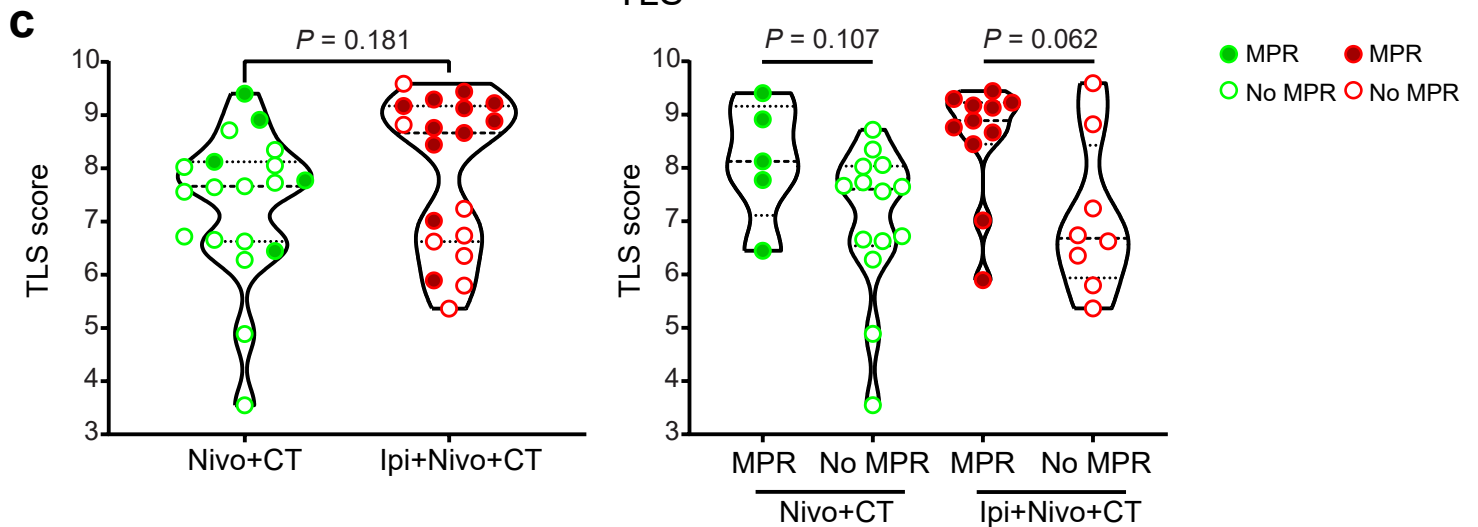 c
P = 0.181
TLS score
10
9
8
7
6
5
4
3
Nivo+CT
Ipi+Nivo+CT
P = 0.107
P = 0.062
TLS score
10
9
8
7
6
5
4
3
MPR
No MPR
MPR
No MPR
Nivo+CT
Ipi+Nivo+CT
MPR
MPR
No MPR
No MPR